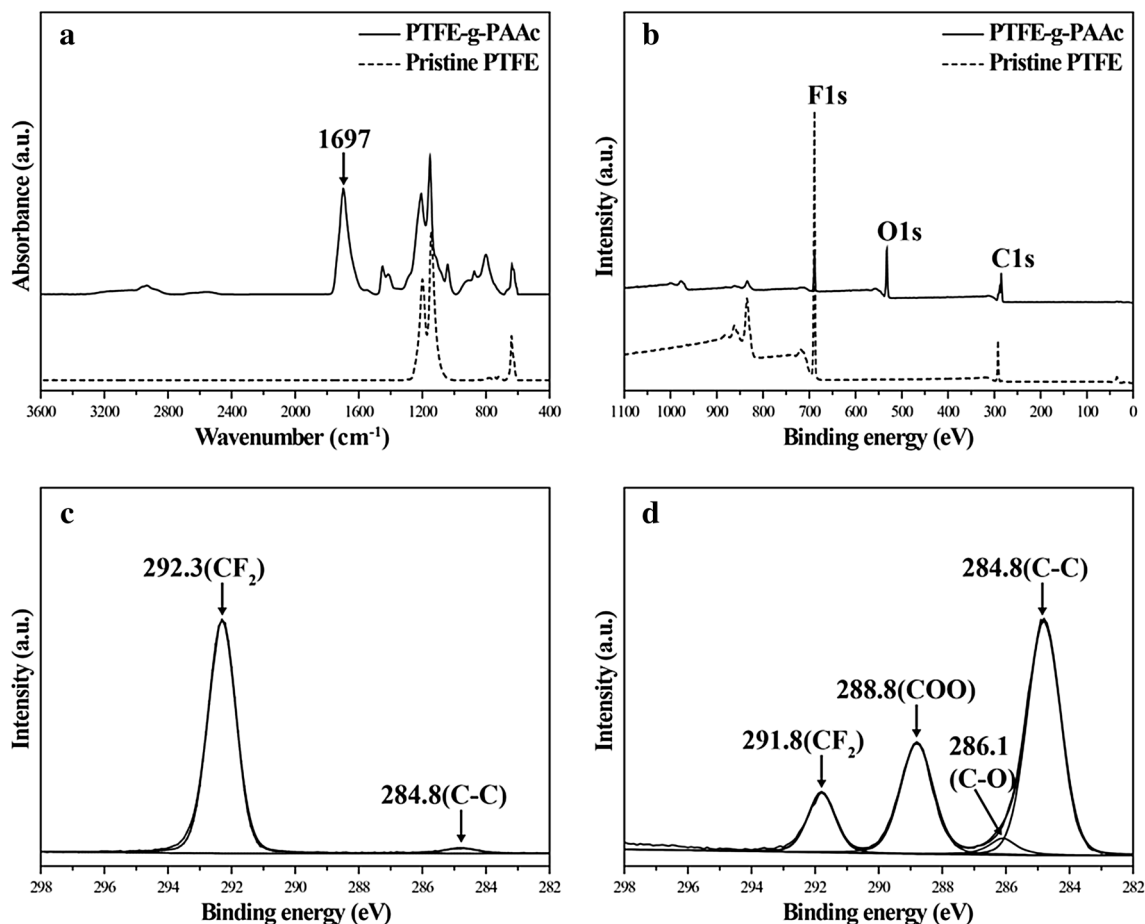 a
PTFE-g-PAAc
Pristine PTFE
1697
Absorbance (a.u.)
3600 3200 2800 2400 2000 1600 1200 800 400
Wavenumber (cm⁻¹)
b
PTFE-g-PAAc
Pristine PTFE
F1s
O1s
C1s
Intensity (a.u.)
1100 1000 900 800 700 600 500 400 300 200 100 0
Binding energy (eV)
c
292.3(CF₂)
284.8(C-C)
Intensity (a.u.)
298 296 294 292 290 288 286 284 282
Binding energy (eV)
d
284.8(C-C)
288.8(COO)
291.8(CF₂)
286.1
(C-O)
Intensity (a.u.)
298 296 294 292 290 288 286 284 282
Binding energy (eV)